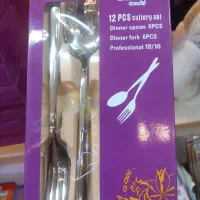 12 PCS cutlery set
Dinner spoon 6PCS
Dinner fork 6PCS
Professional 18/10